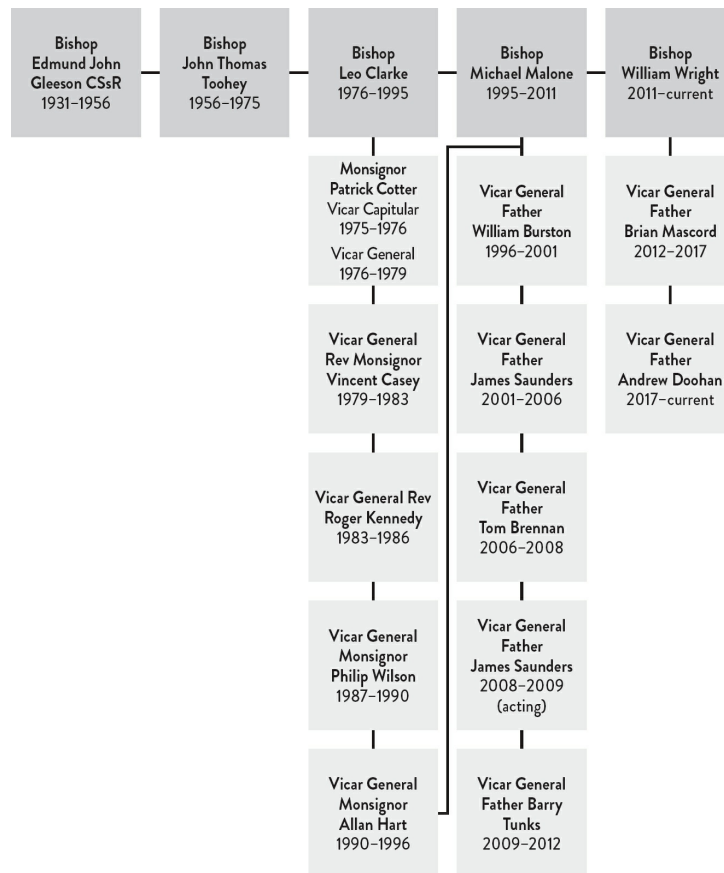 Bishop
Edmund John
Gleeson CSsR
1931–1956
Bishop
John Thomas
Toohey
1956–1975
Bishop
Leo Clarke
1976–1995
Bishop
Michael Malone
1995–2011
Bishop
William Wright
2011–current
Monsignor
Patrick Cotter
Vicar Capitular
1975–1976
Vicar General
1976–1979
Vicar General
Rev Monsignor
Vincent Casey
1979–1983
Vicar General Rev
Roger Kennedy
1983–1986
Vicar General
Monsignor
Philip Wilson
1987–1990
Vicar General
Monsignor
Allan Hart
1990–1996
Vicar General
Father
William Burston
1996–2001
Vicar General
Father
James Saunders
2001–2006
Vicar General
Father
Tom Brennan
2006–2008
Vicar General
Father
James Saunders
2008–2009
(acting)
Vicar General
Father Barry
Tunks
2009–2012
Vicar General
Father
Brian Mascord
2012–2017
Vicar General
Father
Andrew Doohan
2017–current